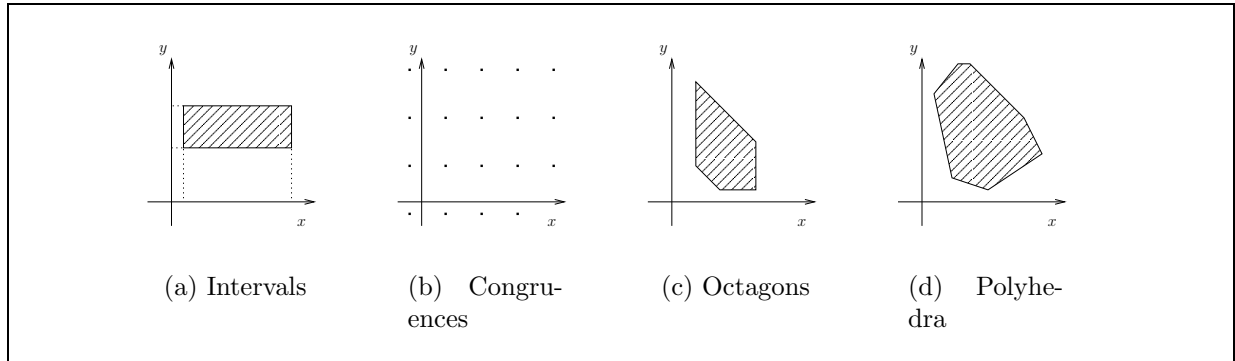 y
x
(a) Intervals
y
x
(b) Congru-
ences
y
x
(c) Octagons
y
x
(d) Polyhe-
dra